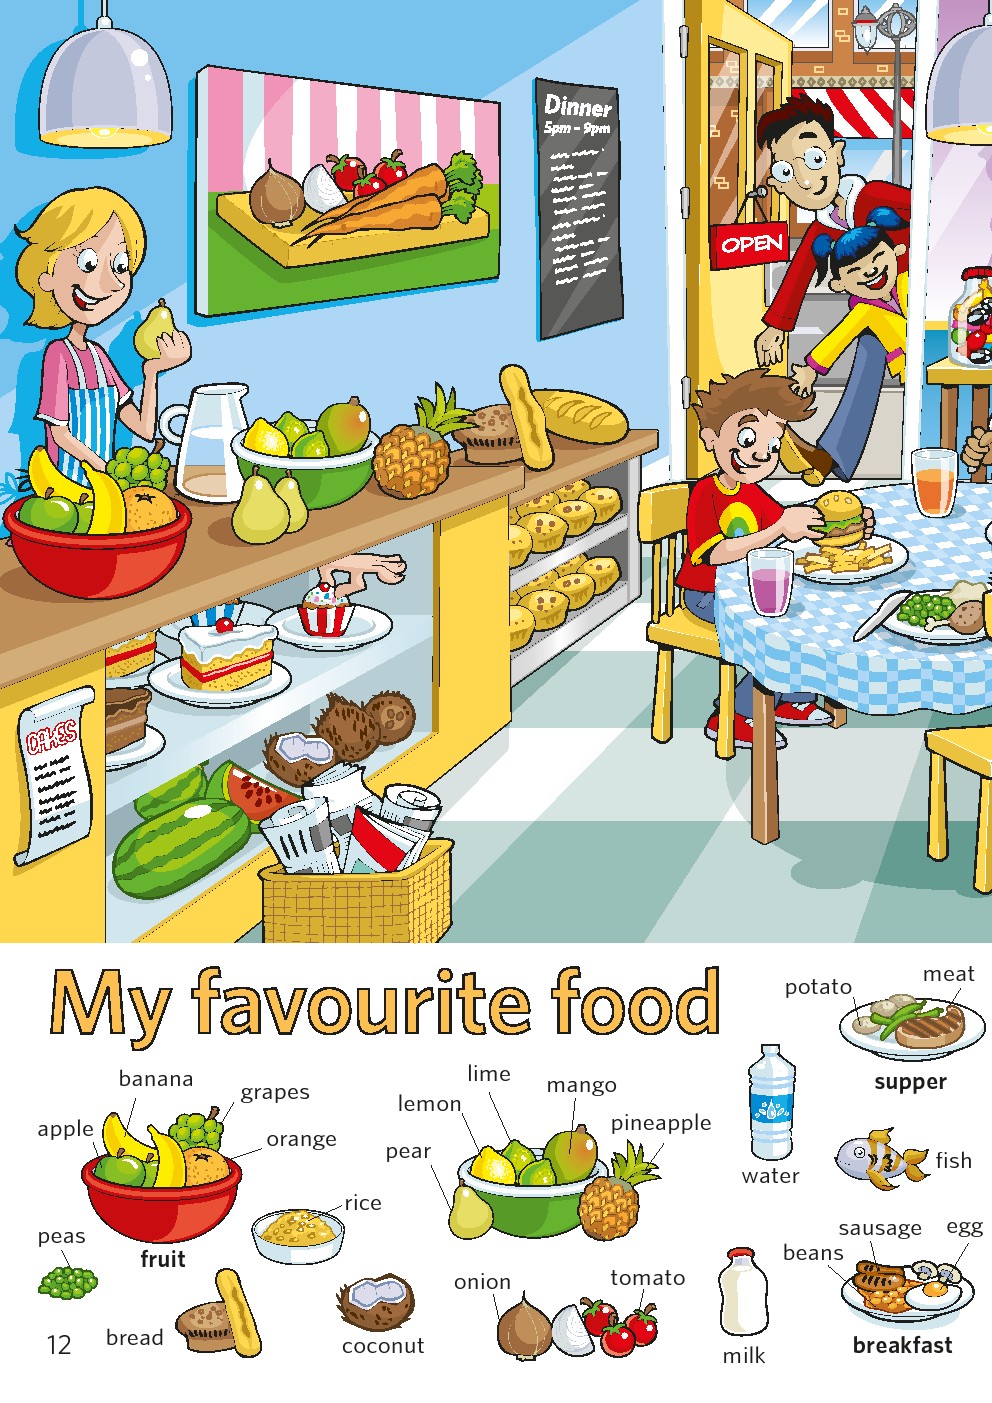 Dinner
5pm – 9pm
OPEN
CAKES
My favourite food
potato
meat
supper
banana
grapes
apple
orange
fruit
lime
lemon
mango
pear
pineapple
water
fish
rice
peas
bread
coconut
onion
tomato
milk
sausage
egg
beans
breakfast
12